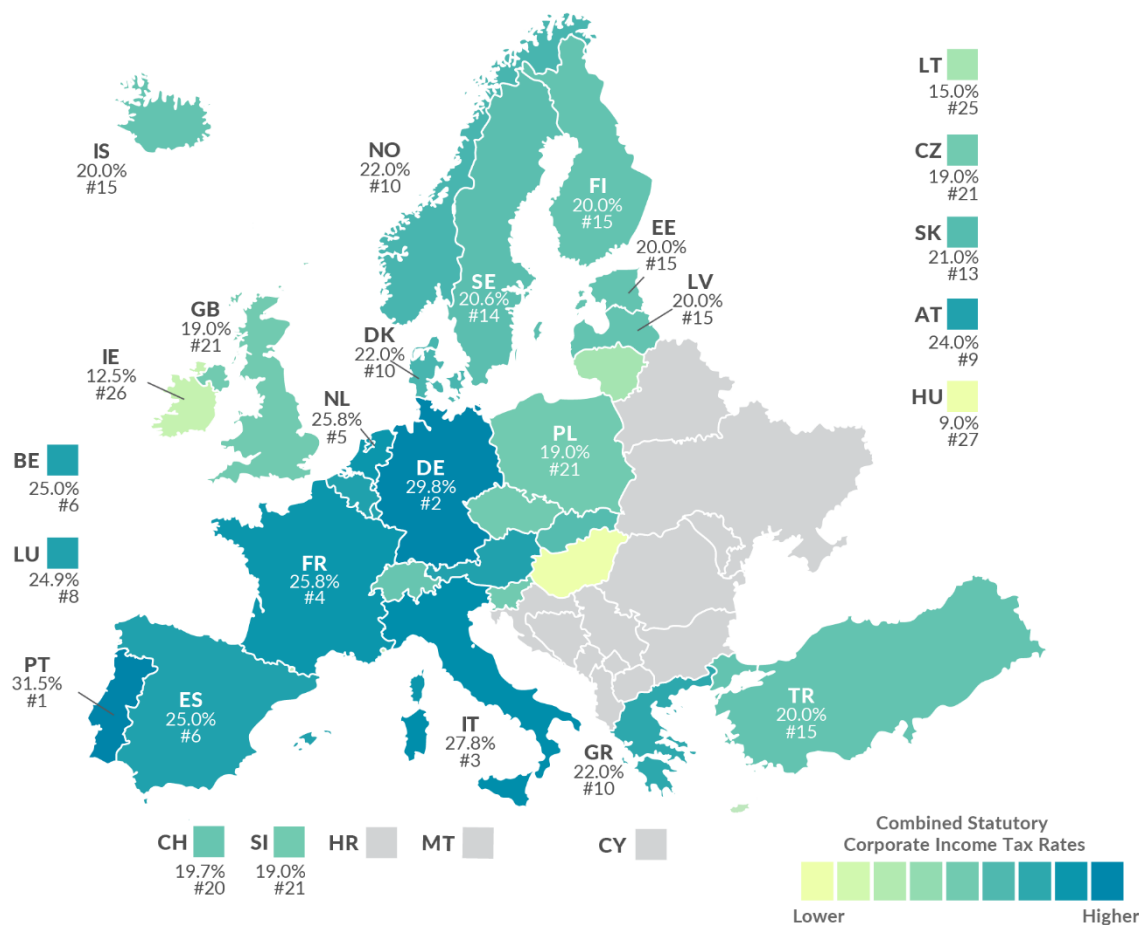 LT
15.0%
#25
CZ
19.0%
#21
SK
21.0%
#13
AT
24.0%
#9
HU
9.0%
#27
IS
20.0%
#15
NO
22.0%
#10
FI
20.0%
#15
EE
20.0%
#15
LV
20.0%
#15
SE
20.6%
#14
GB
19.0%
#21
DK
22.0%
#10
IE
12.5%
#26
NL
25.8%
#5
PL
19.0%
#21
DE
29.8%
#2
BE
25.0%
#6
LU
24.9%
#8
FR
25.8%
#4
PT
31.5%
#1
ES
25.0%
#6
IT
27.8%
#3
GR
22.0%
#10
TR
20.0%
#15
CH
19.7%
#20
SI
19.0%
#21
HR
MT
CY
Combined Statutory
Corporate Income Tax Rates
Lower
Higher